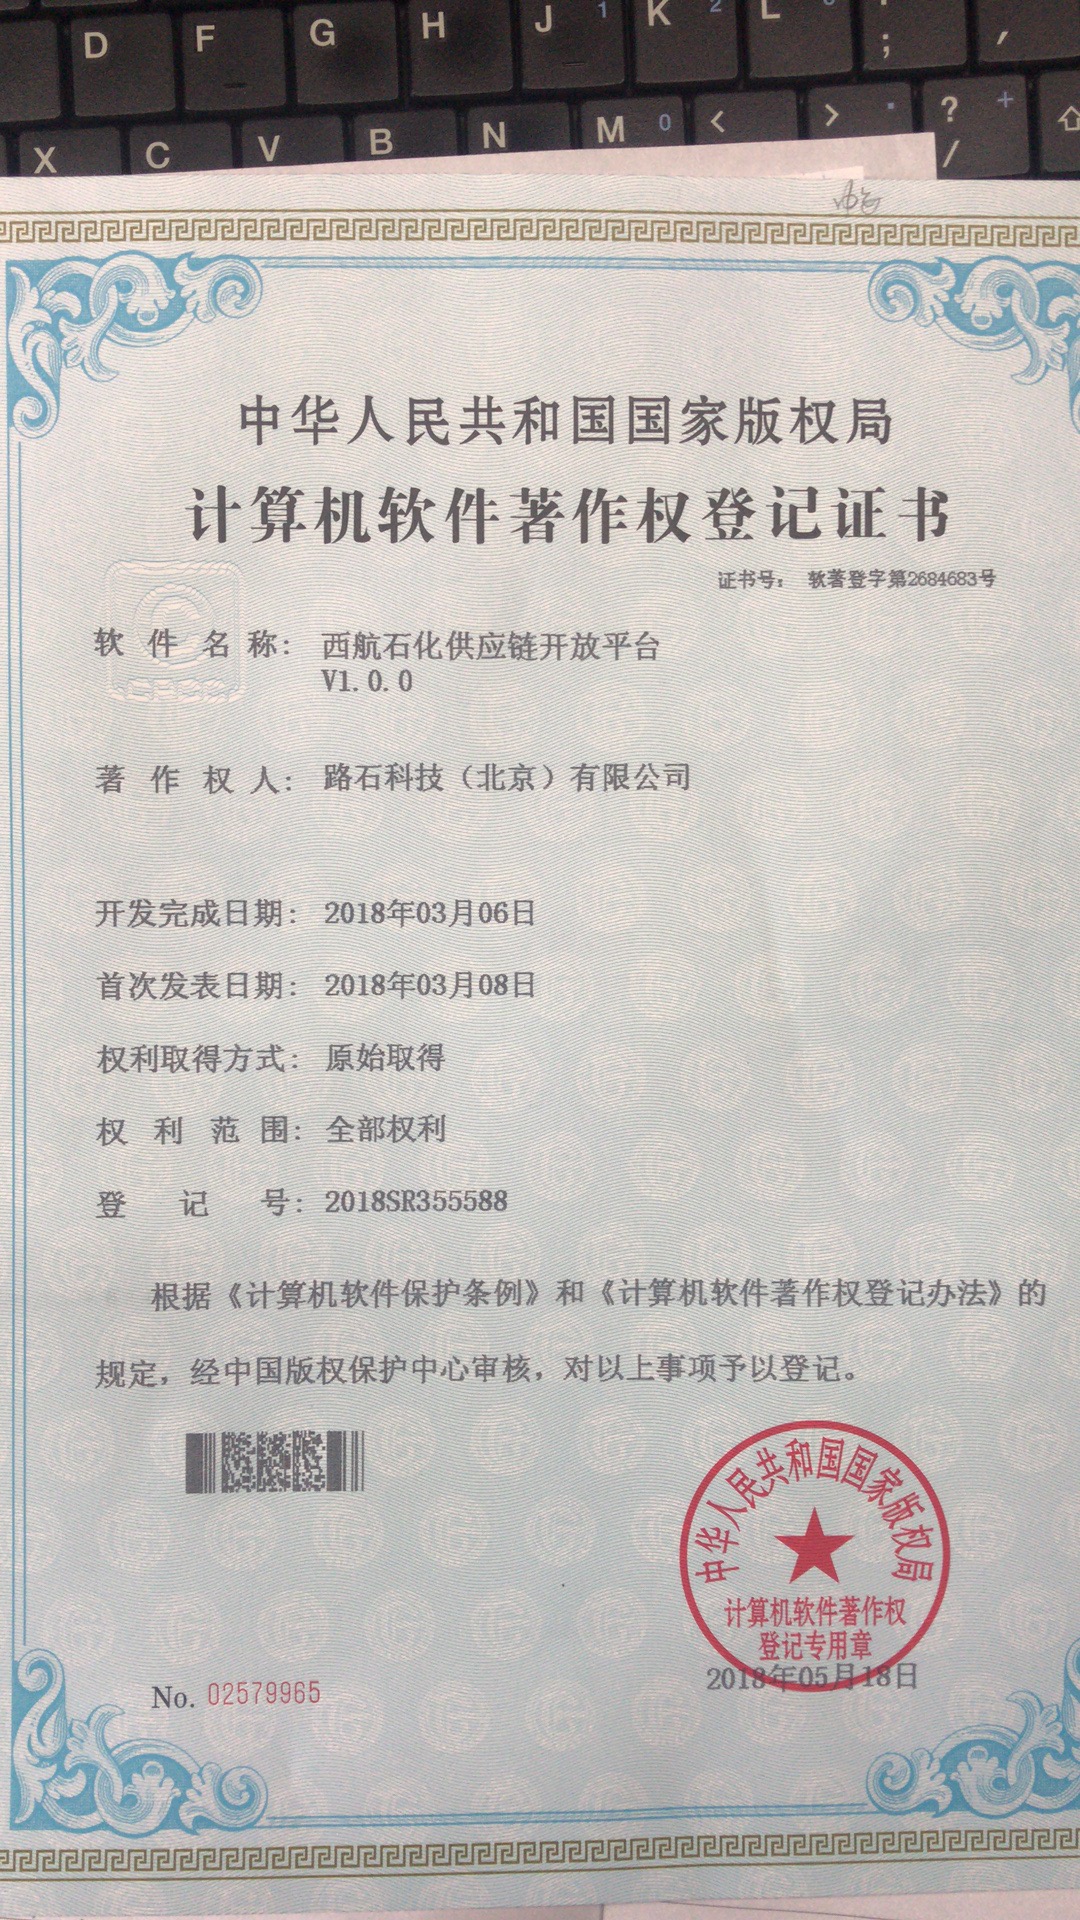 D F G H J 1 K 2 L ;
X C V B N M 0 < > ? + /
中华人民共和国国家版权局
计算机软件著作权登记证书
证书号： 软著登字第2684683号
软件名称： 西航石化供应链开放平台
V1.0.0
著作权人： 路石科技（北京）有限公司
开发完成日期： 2018年03月06日
首次发表日期： 2018年03月08日
权利取得方式： 原始取得
权利范围： 全部权利
登记号： 2018SR355588
根据《计算机软件保护条例》和《计算机软件著作权登记办法》的
规定，经中国版权保护中心审核，对以上事项予以登记。
中华人民共和国国家版权局
计算机软件著作权
登记专用章
2018年05月18日
No. 02579965